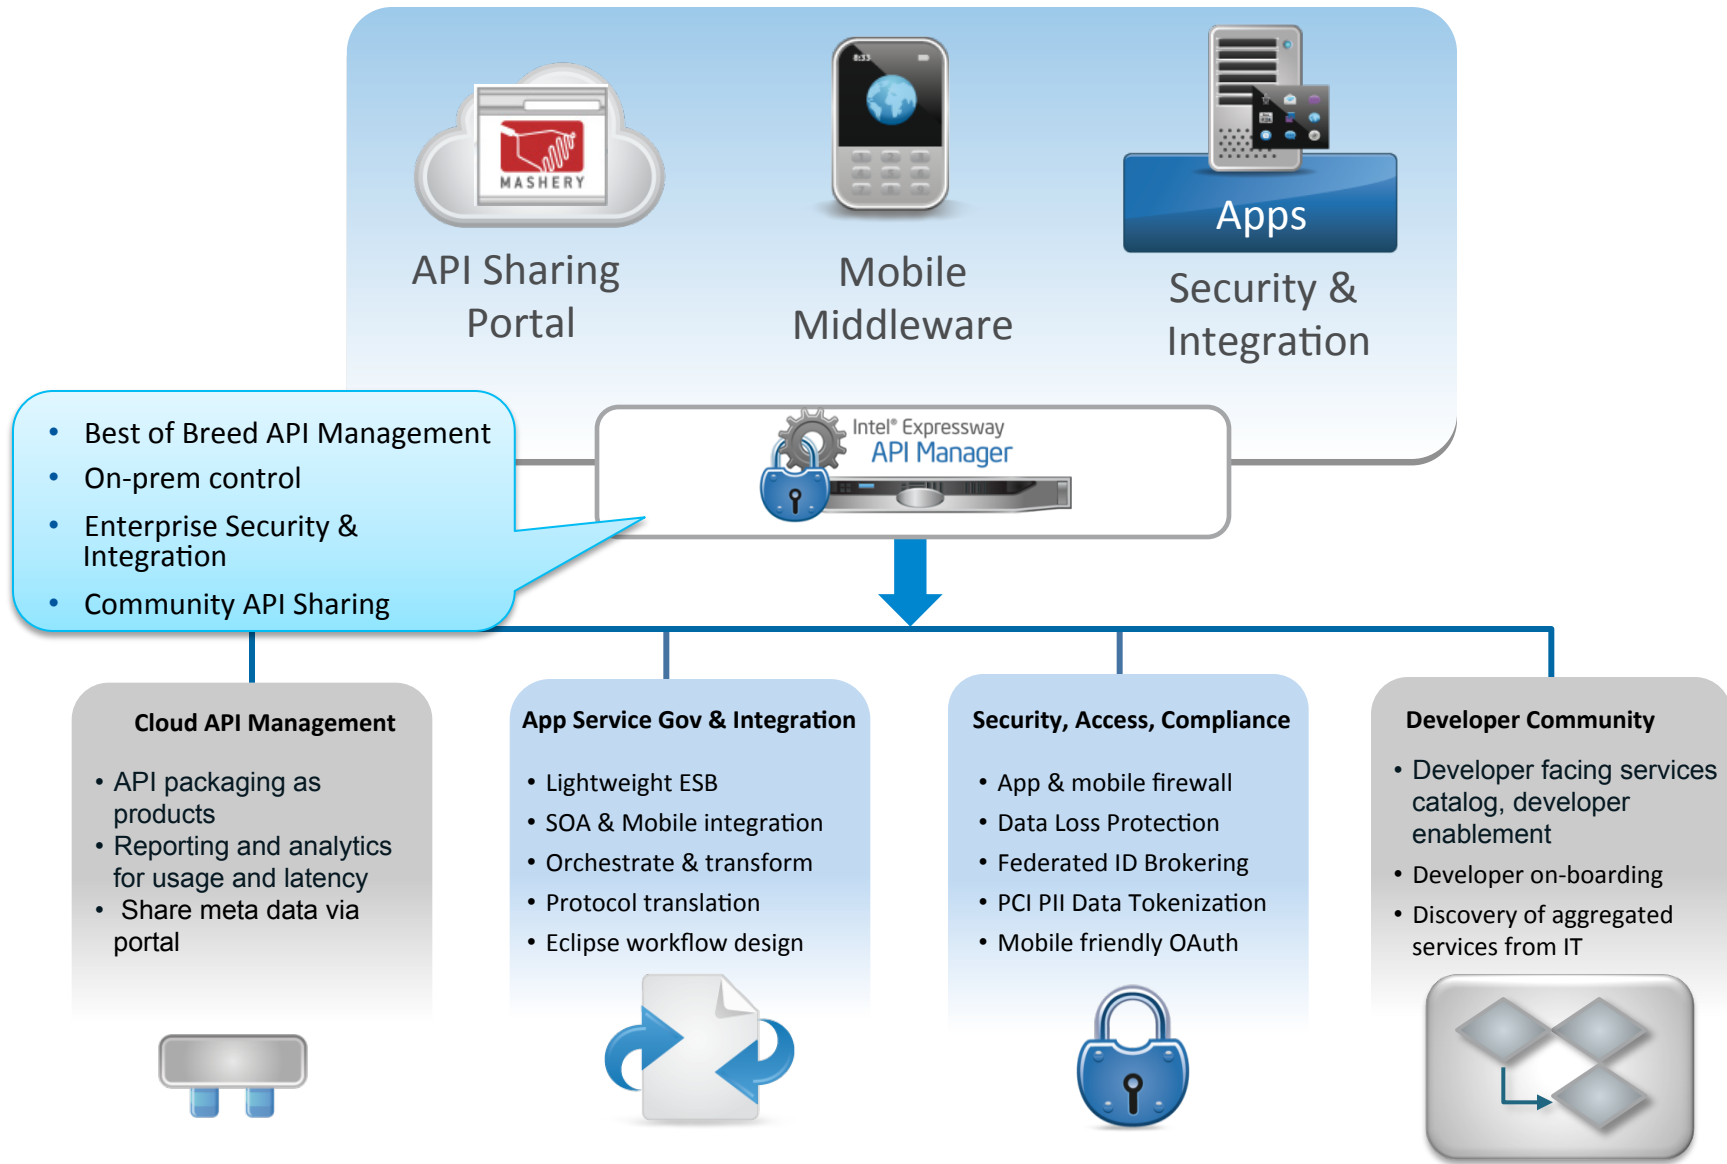 8:33
MASHERY
Apps
API Sharing
Portal
Mobile
Middleware
Security &
Integration
• Best of Breed API Management
• On-prem control
• Enterprise Security &
Integration
• Community API Sharing
Intel® Expressway
API Manager
Cloud API Management
• API packaging as
products
• Reporting and analytics
for usage and latency
• Share meta data via
portal
App Service Gov & Integration
• Lightweight ESB
• SOA & Mobile integration
• Orchestrate & transform
• Protocol translation
• Eclipse workflow design
Security, Access, Compliance
• App & mobile firewall
• Data Loss Protection
• Federated ID Brokering
• PCI PII Data Tokenization
• Mobile friendly OAuth
Developer Community
• Developer facing services
catalog, developer
enablement
• Developer on-boarding
• Discovery of aggregated
services from IT